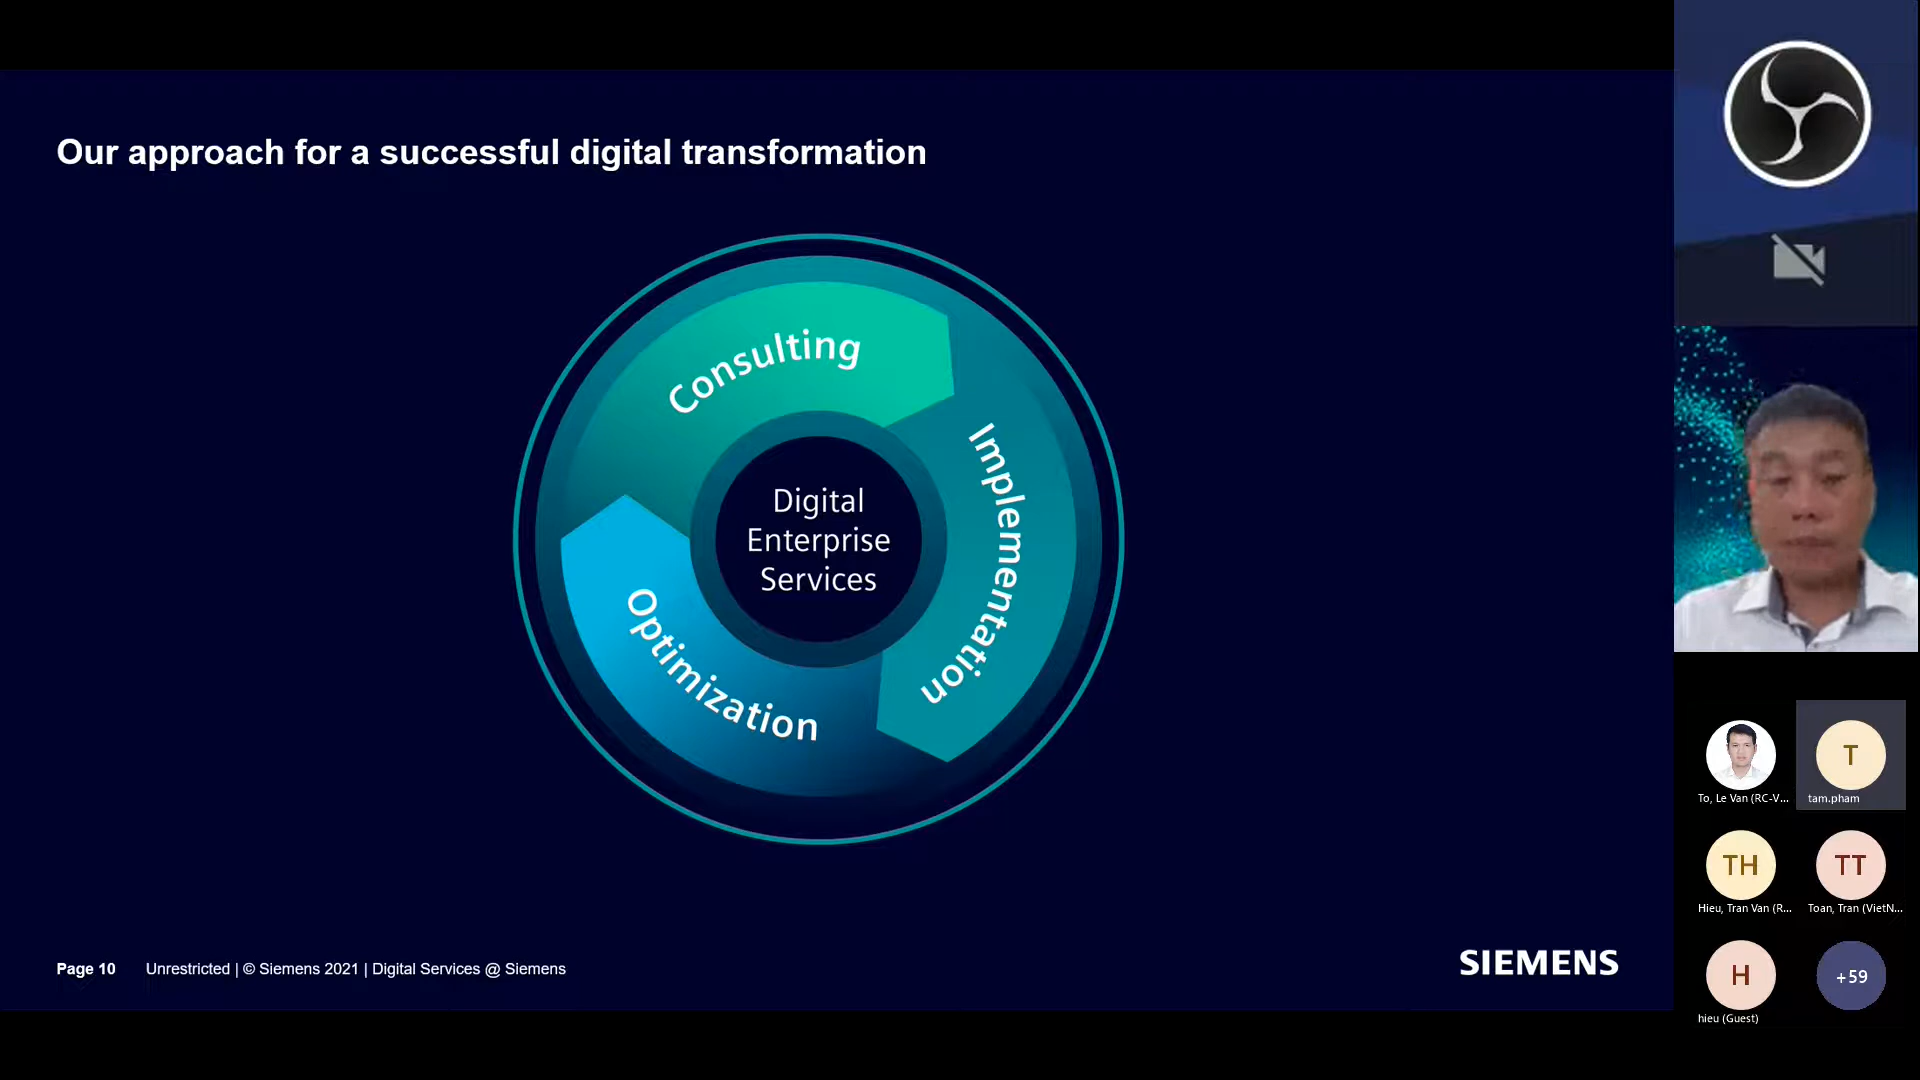 Our approach for a successful digital transformation
Consulting
Implementation
Optimization
Digital
Enterprise
Services
Page 10
Unrestricted | © Siemens 2021 | Digital Services @ Siemens
SIEMENS
To, Le Van (RC-V...
T
tam.pham
TH
Hieu, Tran Van (R...
TT
Toan, Tran (VietN...
H
hieu (Guest)
+59